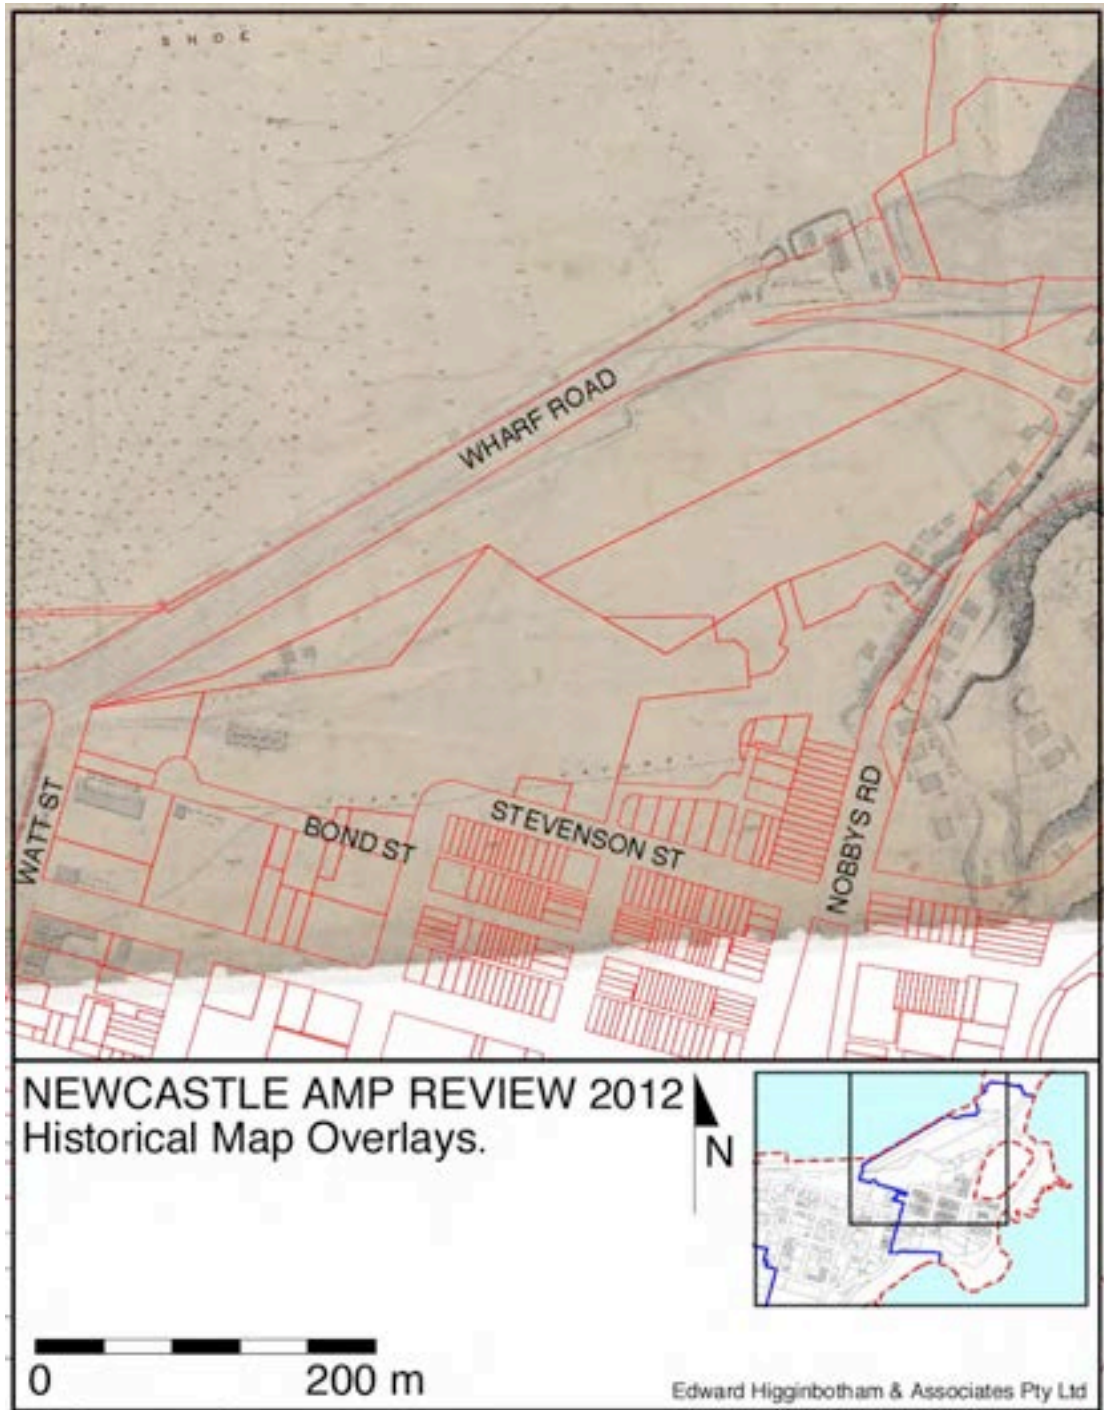 SHOE
WHARF ROAD
WATT ST
BOND ST
STEVENSON ST
NOBBYS RD
NEWCASTLE AMP REVIEW 2012
Historical Map Overlays.
N
0 200 m
Edward Higginbotham & Associates Pty Ltd